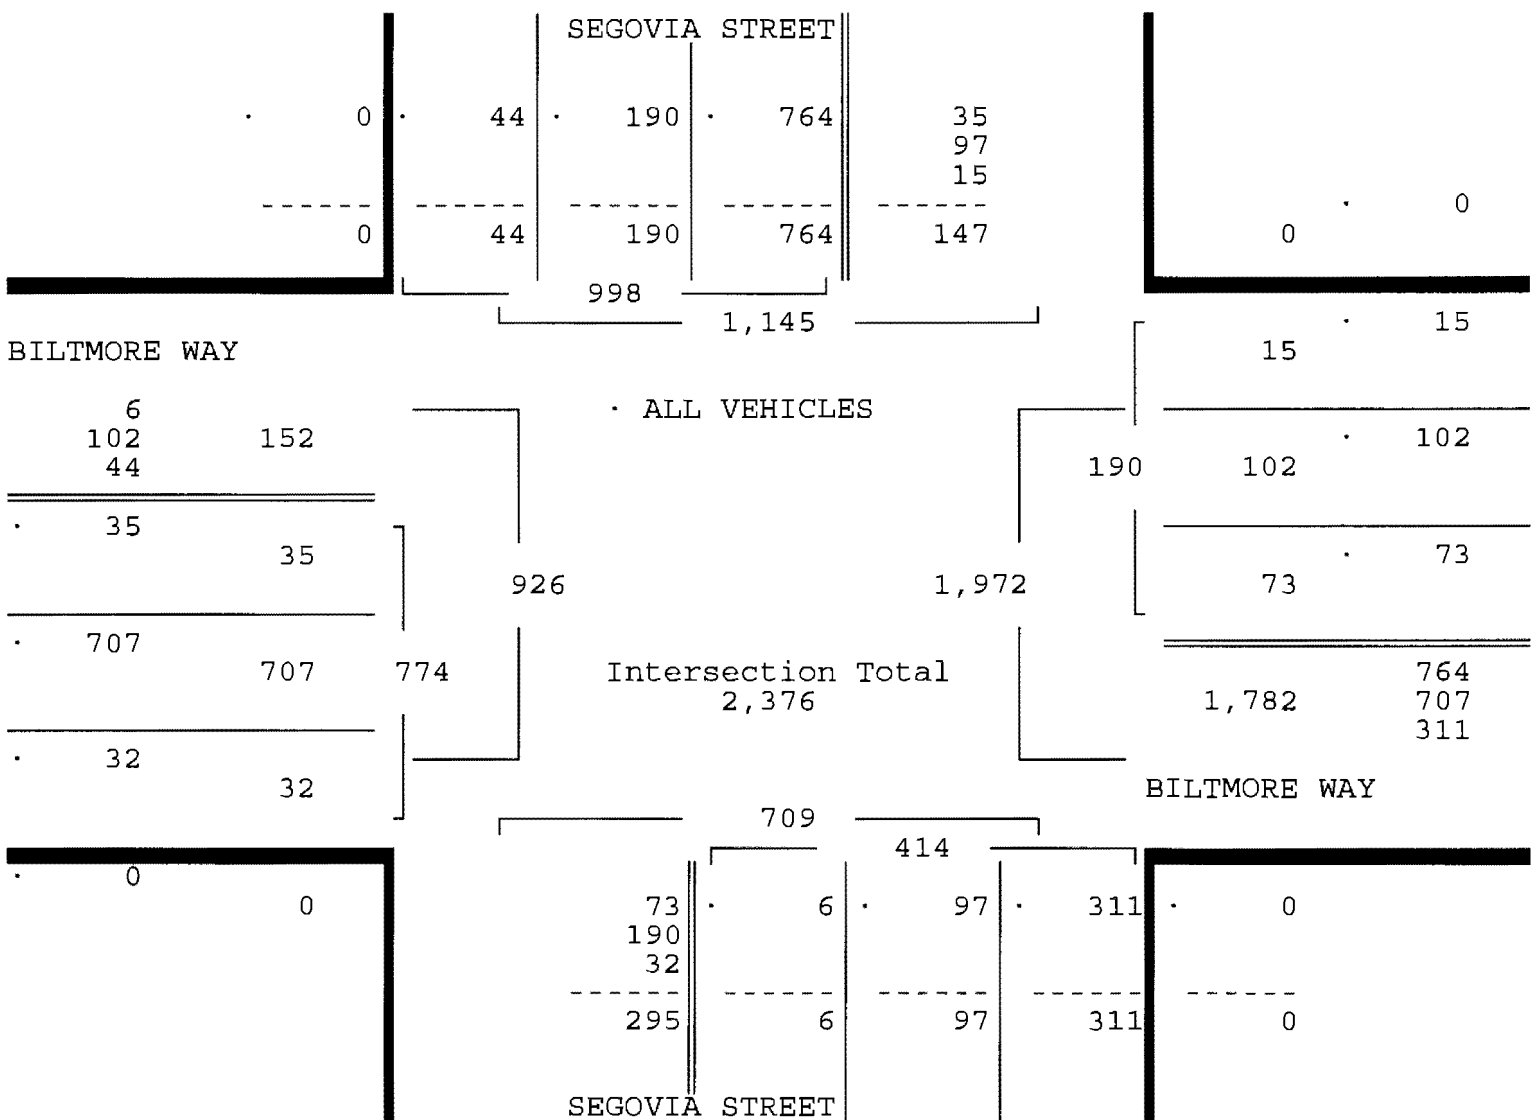 SEGOVIA STREET
· 0 · 44 · 190 · 764 35
97
15
· 0
------ ------ ------ ------ ------
0 44 190 764 147 0
998
1,145
· 15
BILTMORE WAY 15
6 · ALL VEHICLES
102 152 · 102
44 190 102
· 35
35 · 73
926 1,972 73
· 707
707 774 Intersection Total 764
2,376 1,782 707
311
· 32
32 BILTMORE WAY
709
414
· 0
0 73 · 6 · 97 · 311 · 0
190
32
------ ------ ------ ------ ------
295 6 97 311 0
SEGOVIA STREET